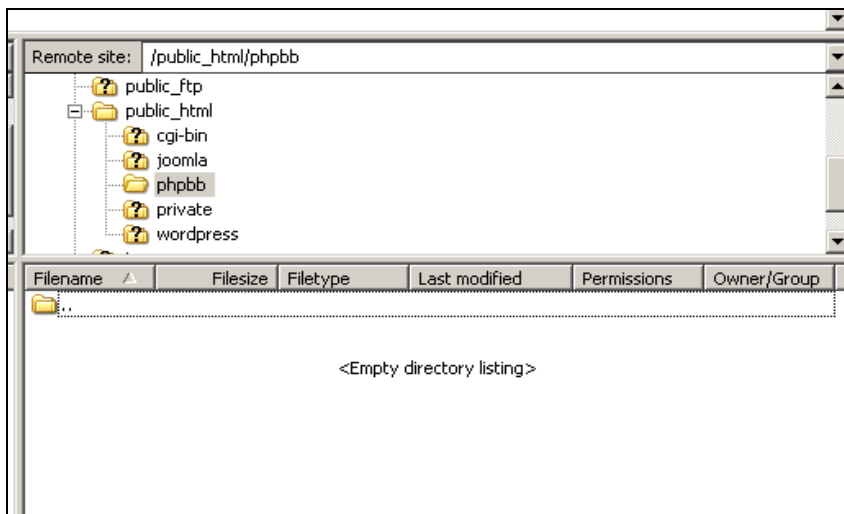 Remote site: /public_html/phpbb
public_ftp
public_html
cgi-bin
joomla
phpbb
private
wordpress
Filename Filesize Filetype Last modified Permissions Owner/Group
..
<Empty directory listing>